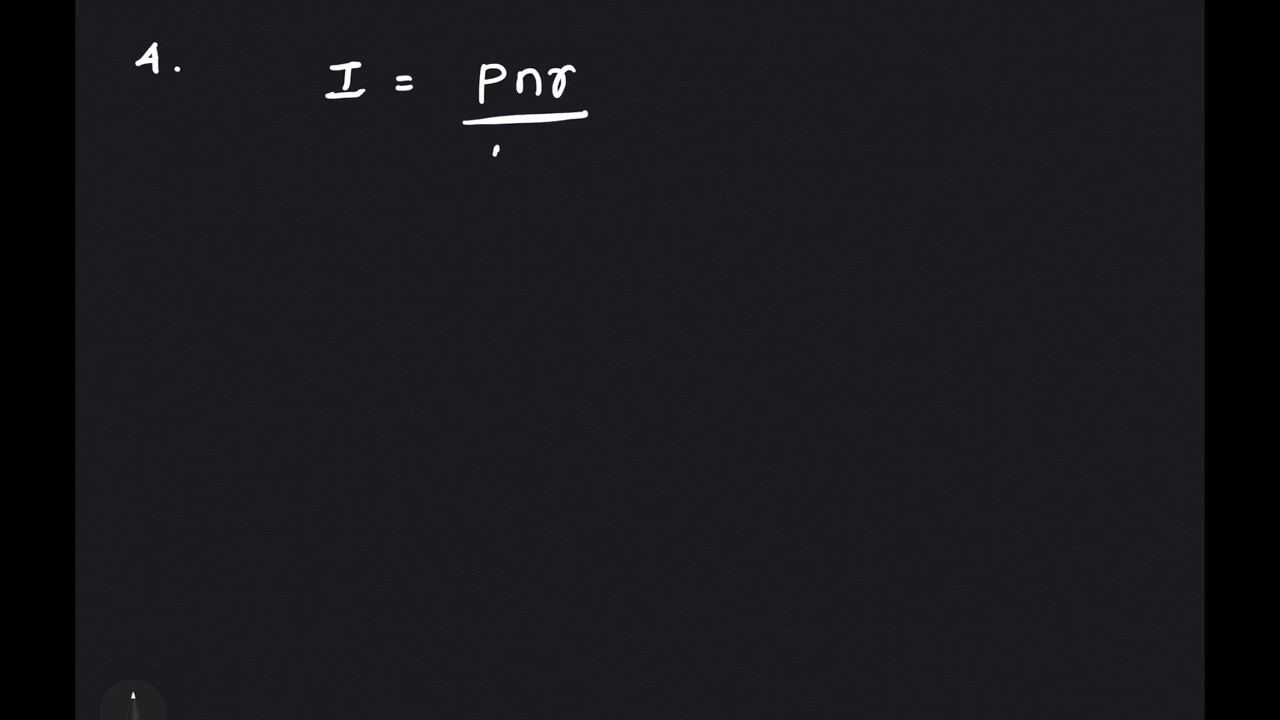 4.
I = pnr